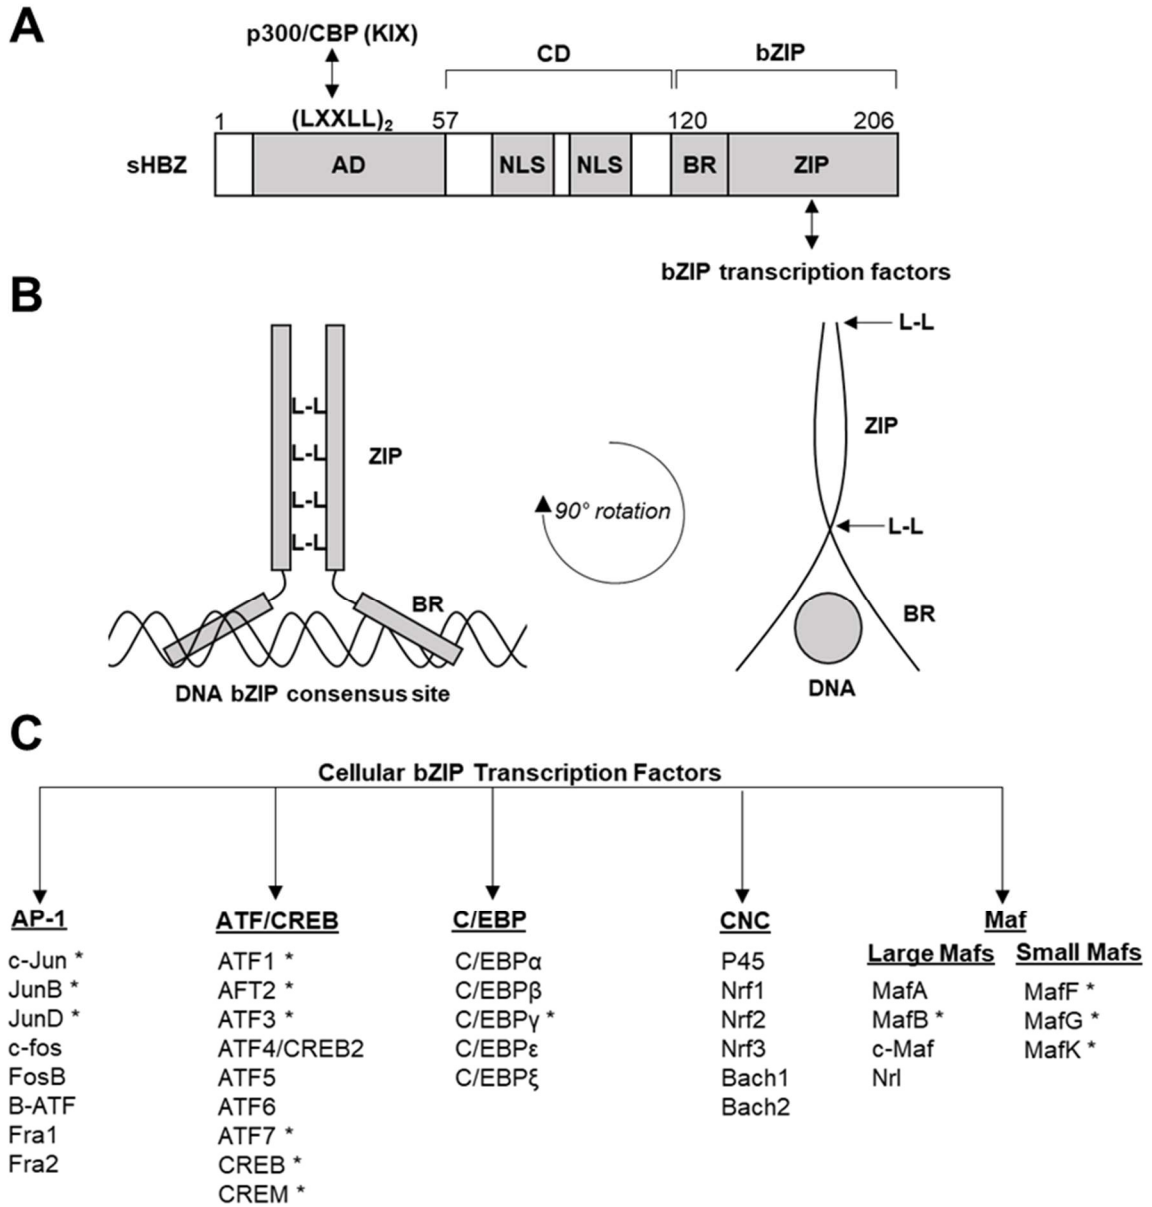 A
p300/CBP (KIX)
CD
bZIP
1
(LXXLL)2
57
120
206
sHBZ
AD
NLS
NLS
BR
ZIP
bZIP transcription factors
B
L-L
L-L
L-L
L-L
ZIP
BR
DNA bZIP consensus site
90° rotation
L-L
ZIP
L-L
BR
DNA
C
Cellular bZIP Transcription Factors
AP-1
c-Jun *
JunB *
JunD *
c-fos
FosB
B-ATF
Fra1
Fra2
ATF/CREB
ATF1 *
AFT2 *
ATF3 *
ATF4/CREB2
ATF5
ATF6
ATF7 *
CREB *
CREM *
C/EBP
C/EBPα
C/EBPβ
C/EBPγ *
C/EBPε
C/EBPξ
CNC
P45
Nrf1
Nrf2
Nrf3
Bach1
Bach2
Maf
Large Mafs
MafA
MafB *
c-Maf
Nrl
Small Mafs
MafF *
MafG *
MafK *